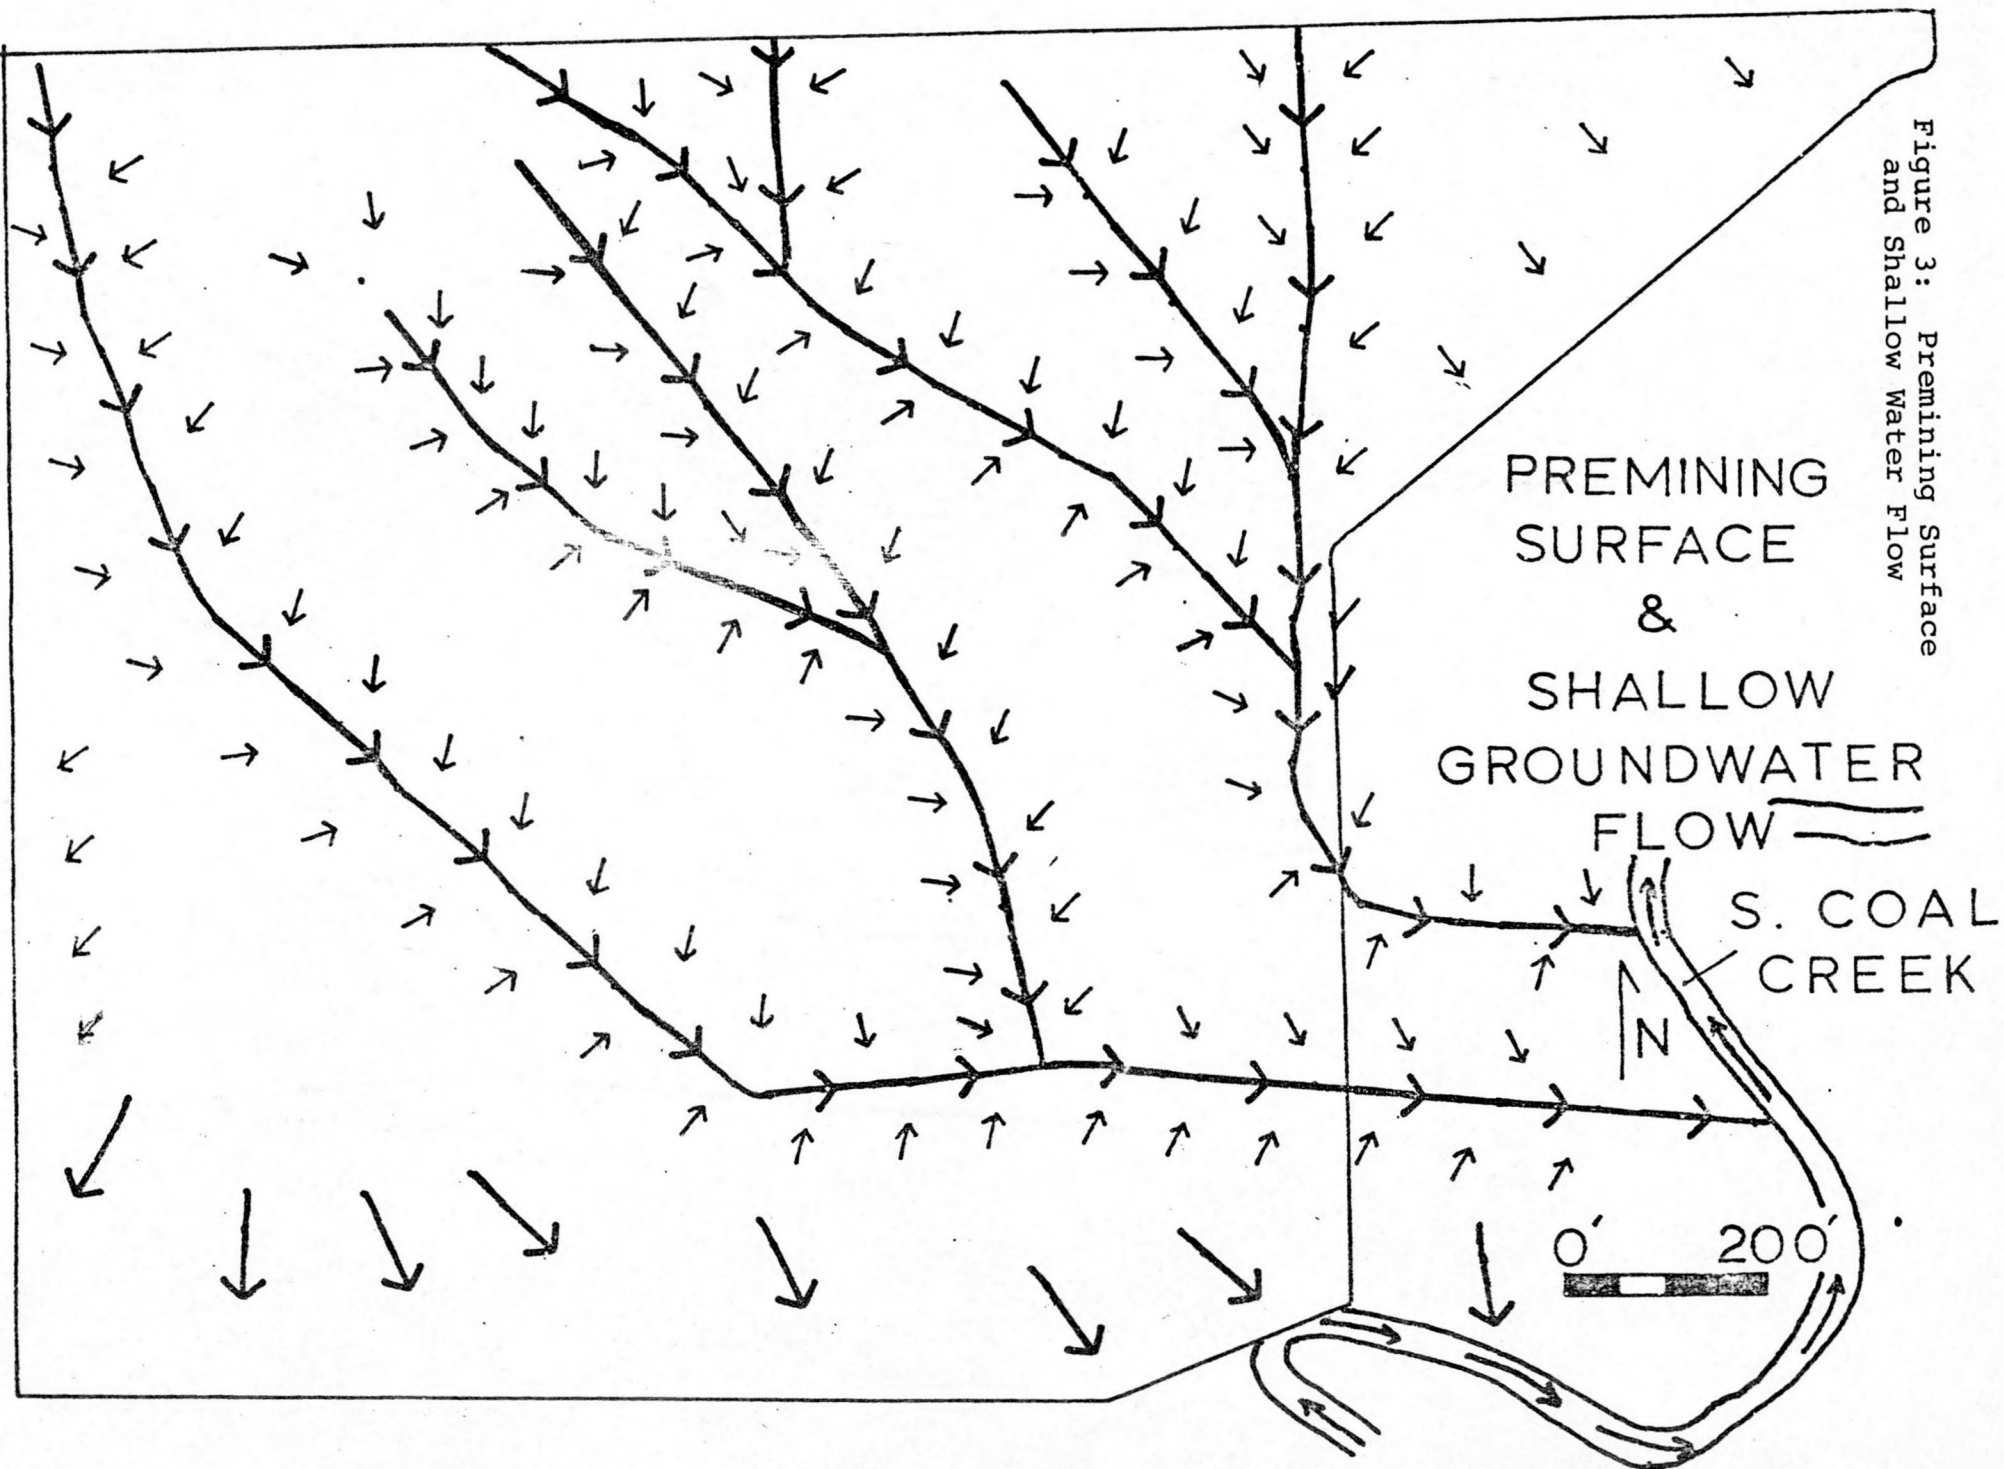 Figure 3: Premining Surface
and Shallow Water Flow
PREMINING
SURFACE
&
SHALLOW
GROUNDWATER
FLOW
S. COAL
CREEK
N
0' 200'